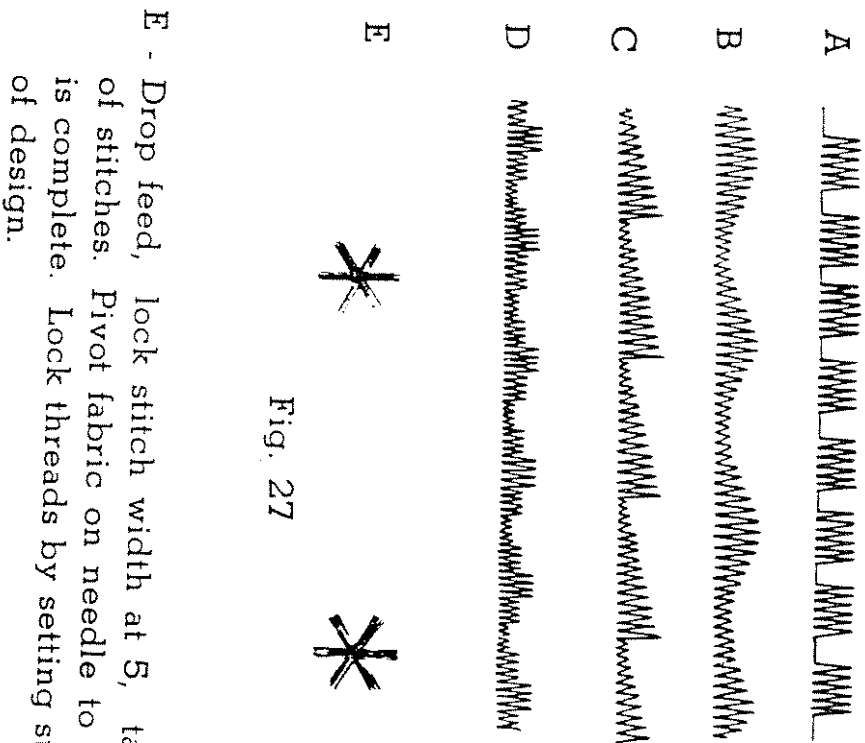 A
B
C
D
E
Fig. 27
E - Drop feed, lock stitch width at 5,
of stitches. Pivot fabric on needle to
is complete. Lock threads by setting
of design.